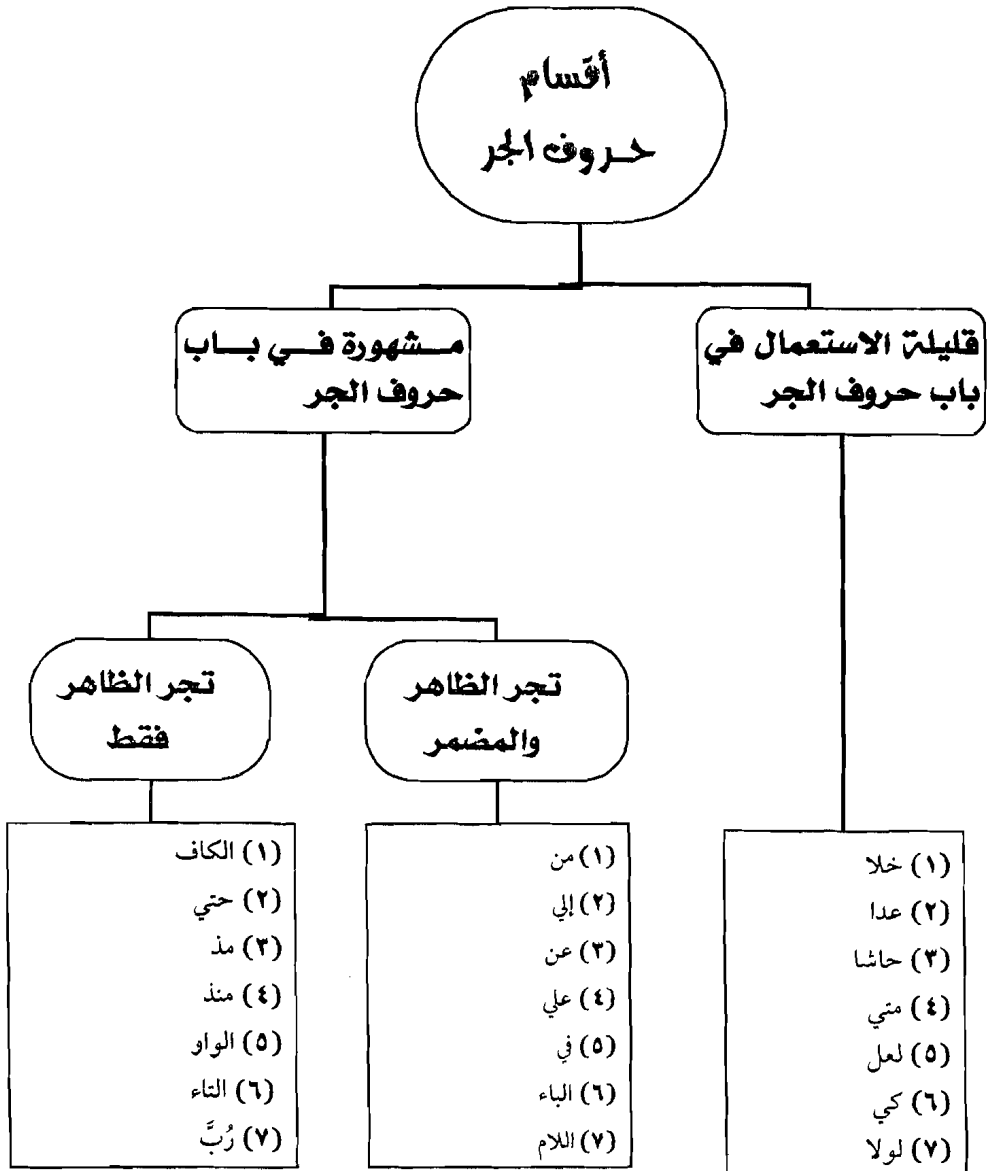 أقسام
حروف الجر
قليلة الاستعمال في
باب حروف الجر
مشهورة في باب
حروف الجر
تجر الظاهر
والمضمر
تجر الظاهر
فقط
(١) خلا
(٢) عدا
(٣) حاشا
(٤) متي
(٥) لعل
(٦) كي
(٧) لولا
(١) من
(٢) إلي
(٣) عن
(٤) علي
(٥) في
(٦) الباء
(٧) اللام
(١) الكاف
(٢) حتي
(٣) مذ
(٤) منذ
(٥) الواو
(٦) التاء
(٧) رُبَّ